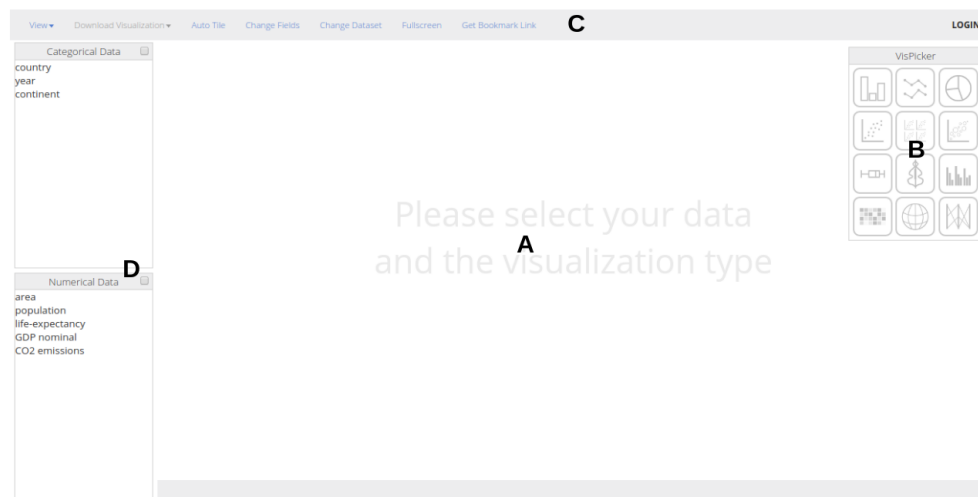 View Download Visualization Auto Tile Change Fields Change Dataset Fullscreen Get Bookmark Link C LOGIN
Categorical Data
country
year
continent
VisPicker
B
Please select your data
A
and the visualization type
D
Numerical Data
area
population
life-expectancy
GDP nominal
CO2 emissions